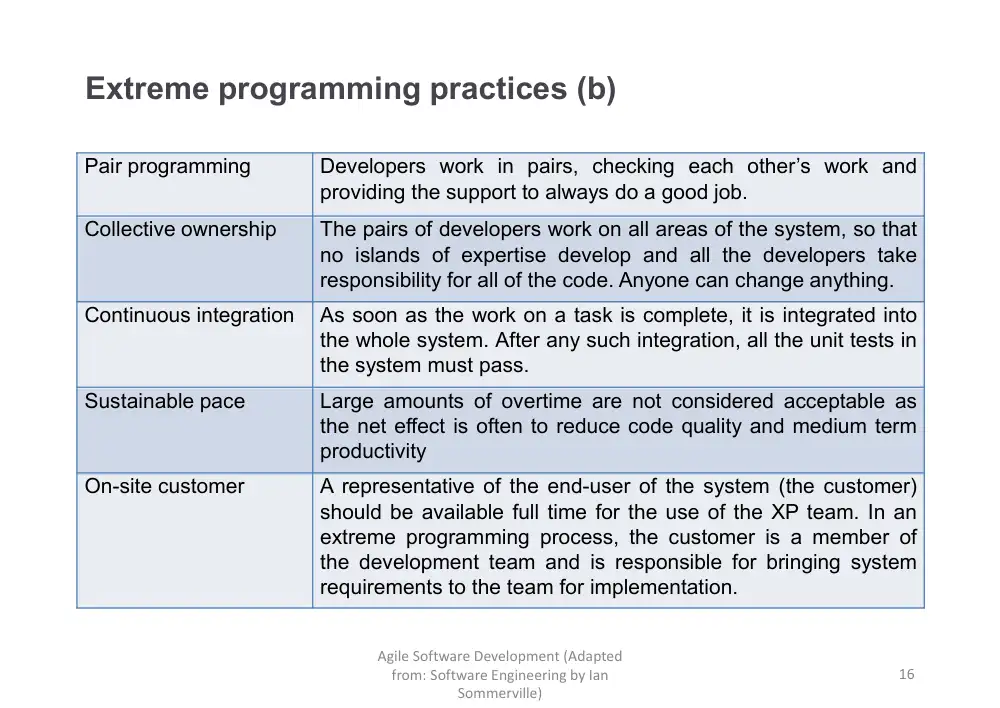 Extreme programming practices (b)
Pair programming
Developers work in pairs, checking each other’s work and
providing the support to always do a good job.
Collective ownership
The pairs of developers work on all areas of the system, so that
no islands of expertise develop and all the developers take
responsibility for all of the code. Anyone can change anything.
Continuous integration
As soon as the work on a task is complete, it is integrated into
the whole system. After any such integration, all the unit tests in
the system must pass.
Sustainable pace
Large amounts of overtime are not considered acceptable as
the net effect is often to reduce code quality and medium term
productivity
On-site customer
A representative of the end-user of the system (the customer)
should be available full time for the use of the XP team. In an
extreme programming process, the customer is a member of
the development team and is responsible for bringing system
requirements to the team for implementation.
Agile Software Development (Adapted
from: Software Engineering by Ian
Sommerville)
16